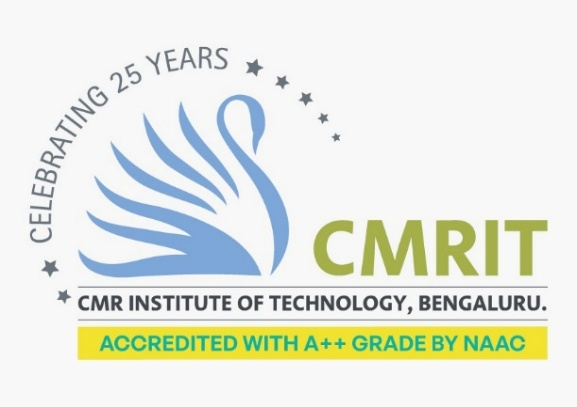 CELEBRATING 25 YEARS
CMRIT
CMR INSTITUTE OF TECHNOLOGY, BENGALURU.
ACCREDITED WITH A++ GRADE BY NAAC